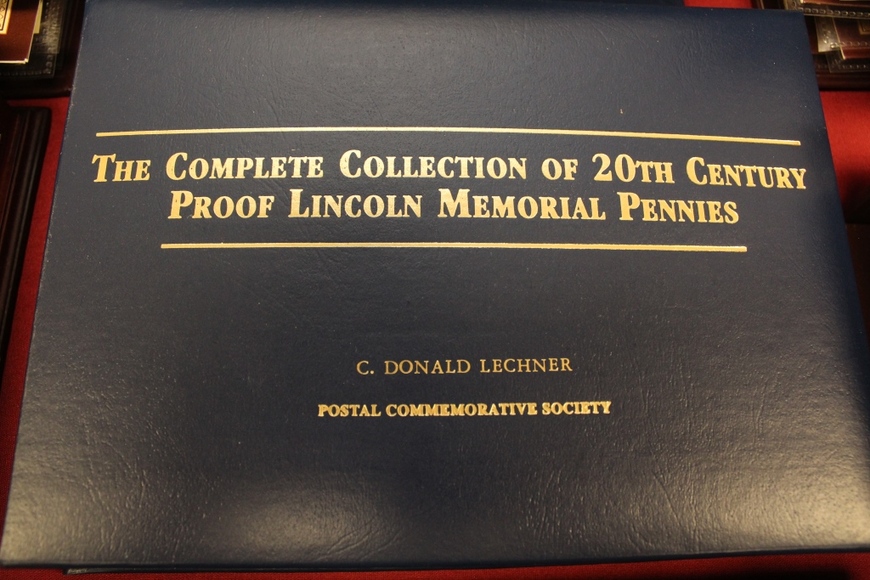 The Complete Collection of 20th Century
Proof Lincoln Memorial Pennies
C. DONALD LECHNER
POSTAL COMMEMORATIVE SOCIETY